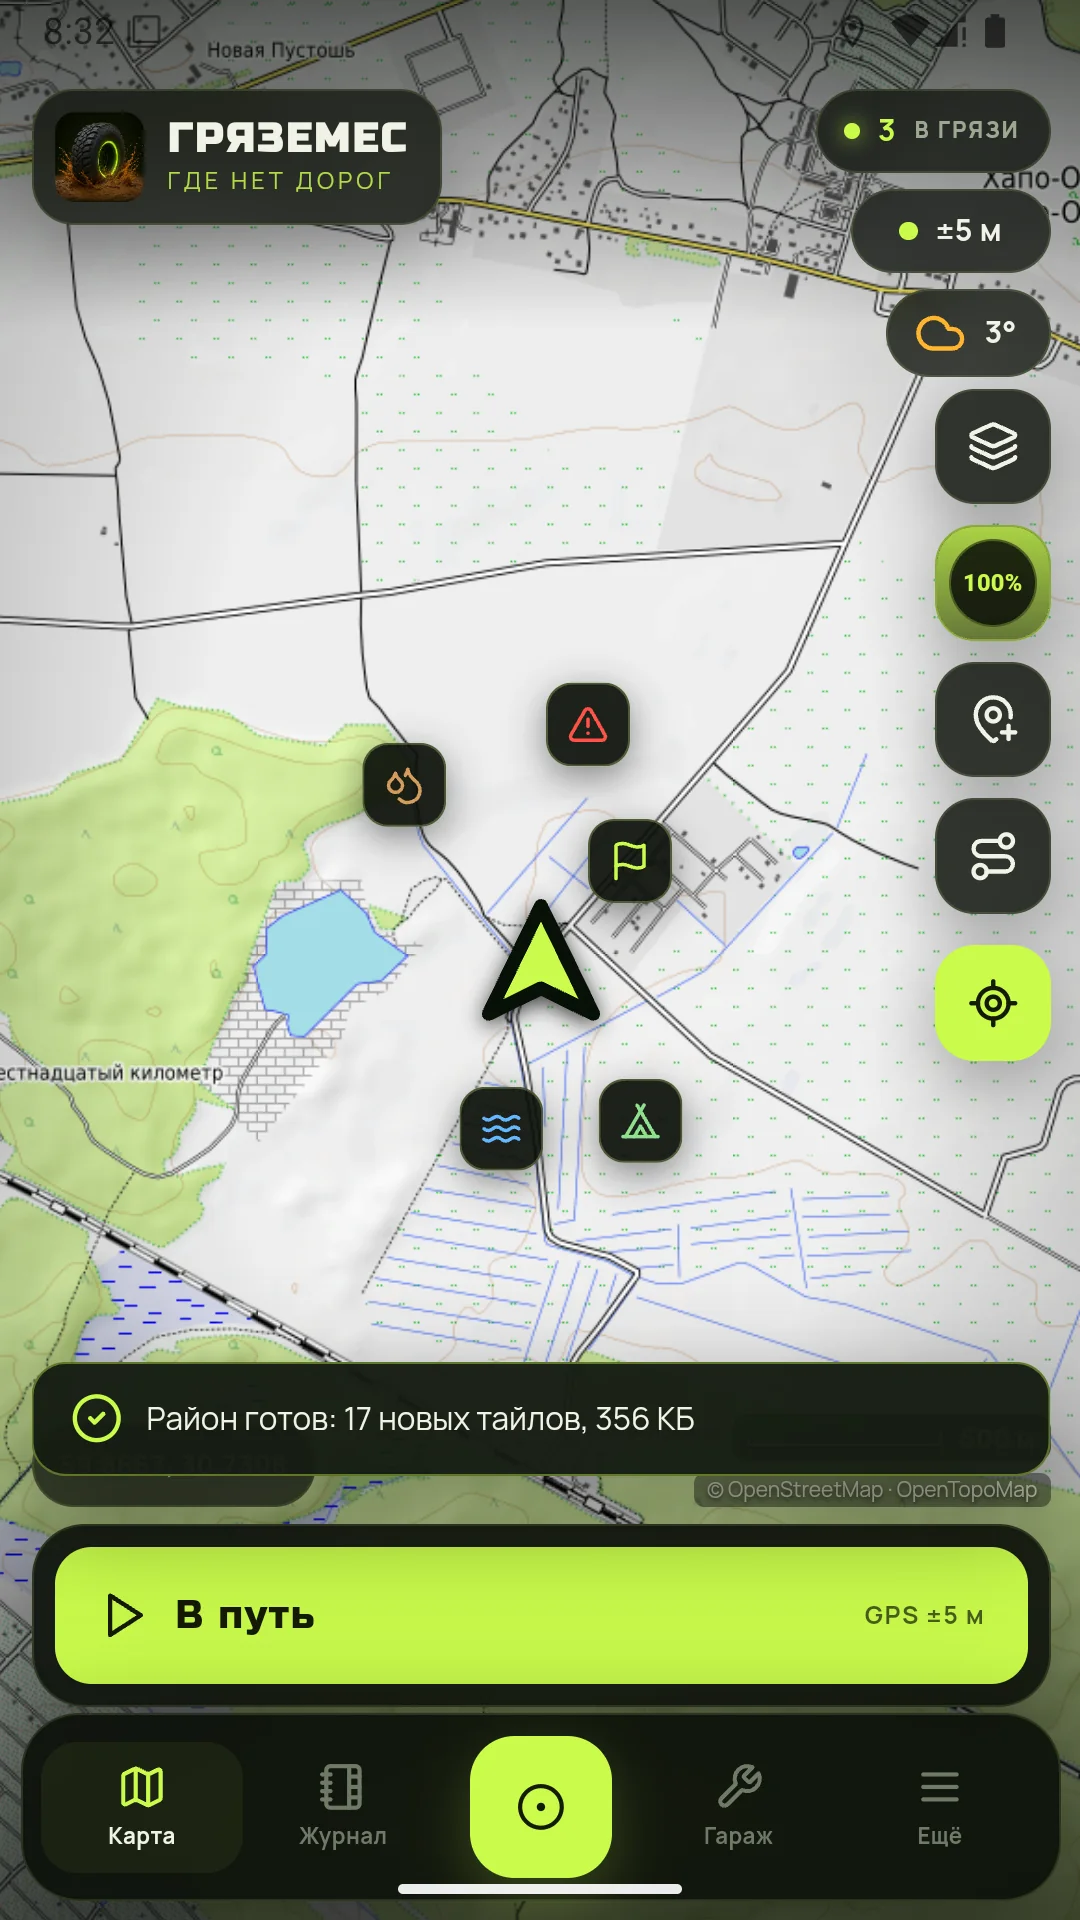 8:32
Новая Пустошь
ГРЯЗЕМЕС
ГДЕ НЕТ ДОРОГ
3 В ГРЯЗИ
Хапо-О
±5 м
3°
100%
естнадцатый километр
Район готов: 17 новых тайлов, 356 КБ
© OpenStreetMap · OpenTopoMap
В путь
GPS ±5 м
Карта
Журнал
Гараж
Ещё